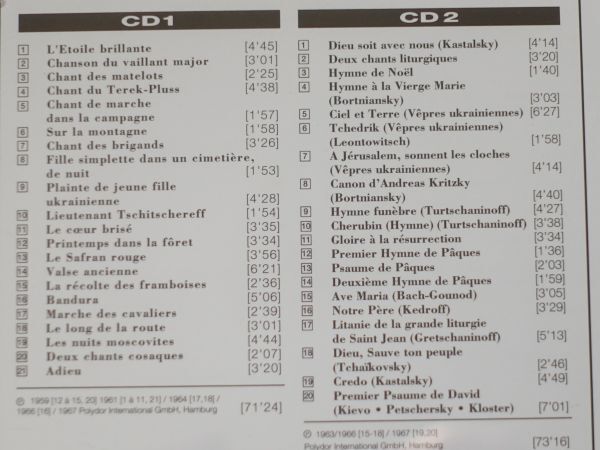 CD 1
1 L'Etoile brillante [4'45]
2 Chanson du vaillant major [3'01]
3 Chant des matelots [2'25]
4 Chant du Terek-Pluss [4'38]
5 Chant de marche
dans la campagne [1'57]
6 Sur la montagne [1'58]
7 Chant des brigands [3'26]
8 Fille simplette dans un cimetière,
de nuit [1'53]
9 Plainte de jeune fille
ukrainienne [4'28]
10 Lieutenant Tschitschereff [1'54]
11 Le cœur brisé [3'35]
12 Printemps dans la fôret [3'34]
13 Le Safran rouge [3'56]
14 Valse ancienne [6'21]
15 La récolte des framboises [2'36]
16 Bandura [5'06]
17 Marche des cavaliers [2'39]
18 Le long de la route [3'01]
19 Les nuits moscovites [4'44]
20 Deux chants cosaques [2'07]
21 Adieu [3'20]
℗ 1959 [12 à 15, 20] 1961 [1 à 11, 21] / 1964 [17,18] /
1966 [16] / 1967 Polydor International GmbH, Hamburg [71'24]
CD 2
1 Dieu soit avec nous (Kastalsky) [4'14]
2 Deux chants liturgiques [3'20]
3 Hymne de Noël [1'40]
4 Hymne à la Vierge Marie
(Bortniansky) [3'03]
5 Ciel et Terre (Vêpres ukrainiennes) [6'27]
6 Tchedrik (Vêpres ukrainiennes)
(Leontowitsch) [1'58]
7 A Jérusalem, sonnent les cloches
(Vêpres ukrainiennes) [4'14]
8 Canon d'Andreas Kritzky
(Bortniansky) [4'40]
9 Hymne funèbre (Turtschaninoff) [4'27]
10 Cherubin (Hymne) (Turtschaninoff) [3'38]
11 Gloire à la résurrection [3'34]
12 Premier Hymne de Pâques [1'36]
13 Psaume de Pâques [2'03]
14 Deuxième Hymne de Pâques [1'59]
15 Ave Maria (Bach-Gounod) [3'05]
16 Notre Père (Kedroff) [3'29]
17 Litanie de la grande liturgie
de Saint Jean (Gretschaninoff) [5'13]
18 Dieu, Sauve ton peuple
(Tchaïkovsky) [2'46]
19 Credo (Kastalsky) [4'49]
20 Premier Psaume de David
(Kievo • Petschersky • Kloster) [7'01]
℗ 1963/1966 [15-18] / 1967 [19,20]
Polydor International GmbH, Hamburg [73'16]